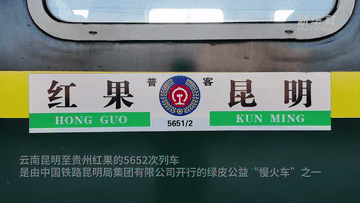 新华网
红果 普 客 昆明
HONG GUO 5651/2 KUN MING
云南昆明至贵州红果的5652次列车
是由中国铁路昆明局集团有限公司开行的绿皮公益“慢火车”之一